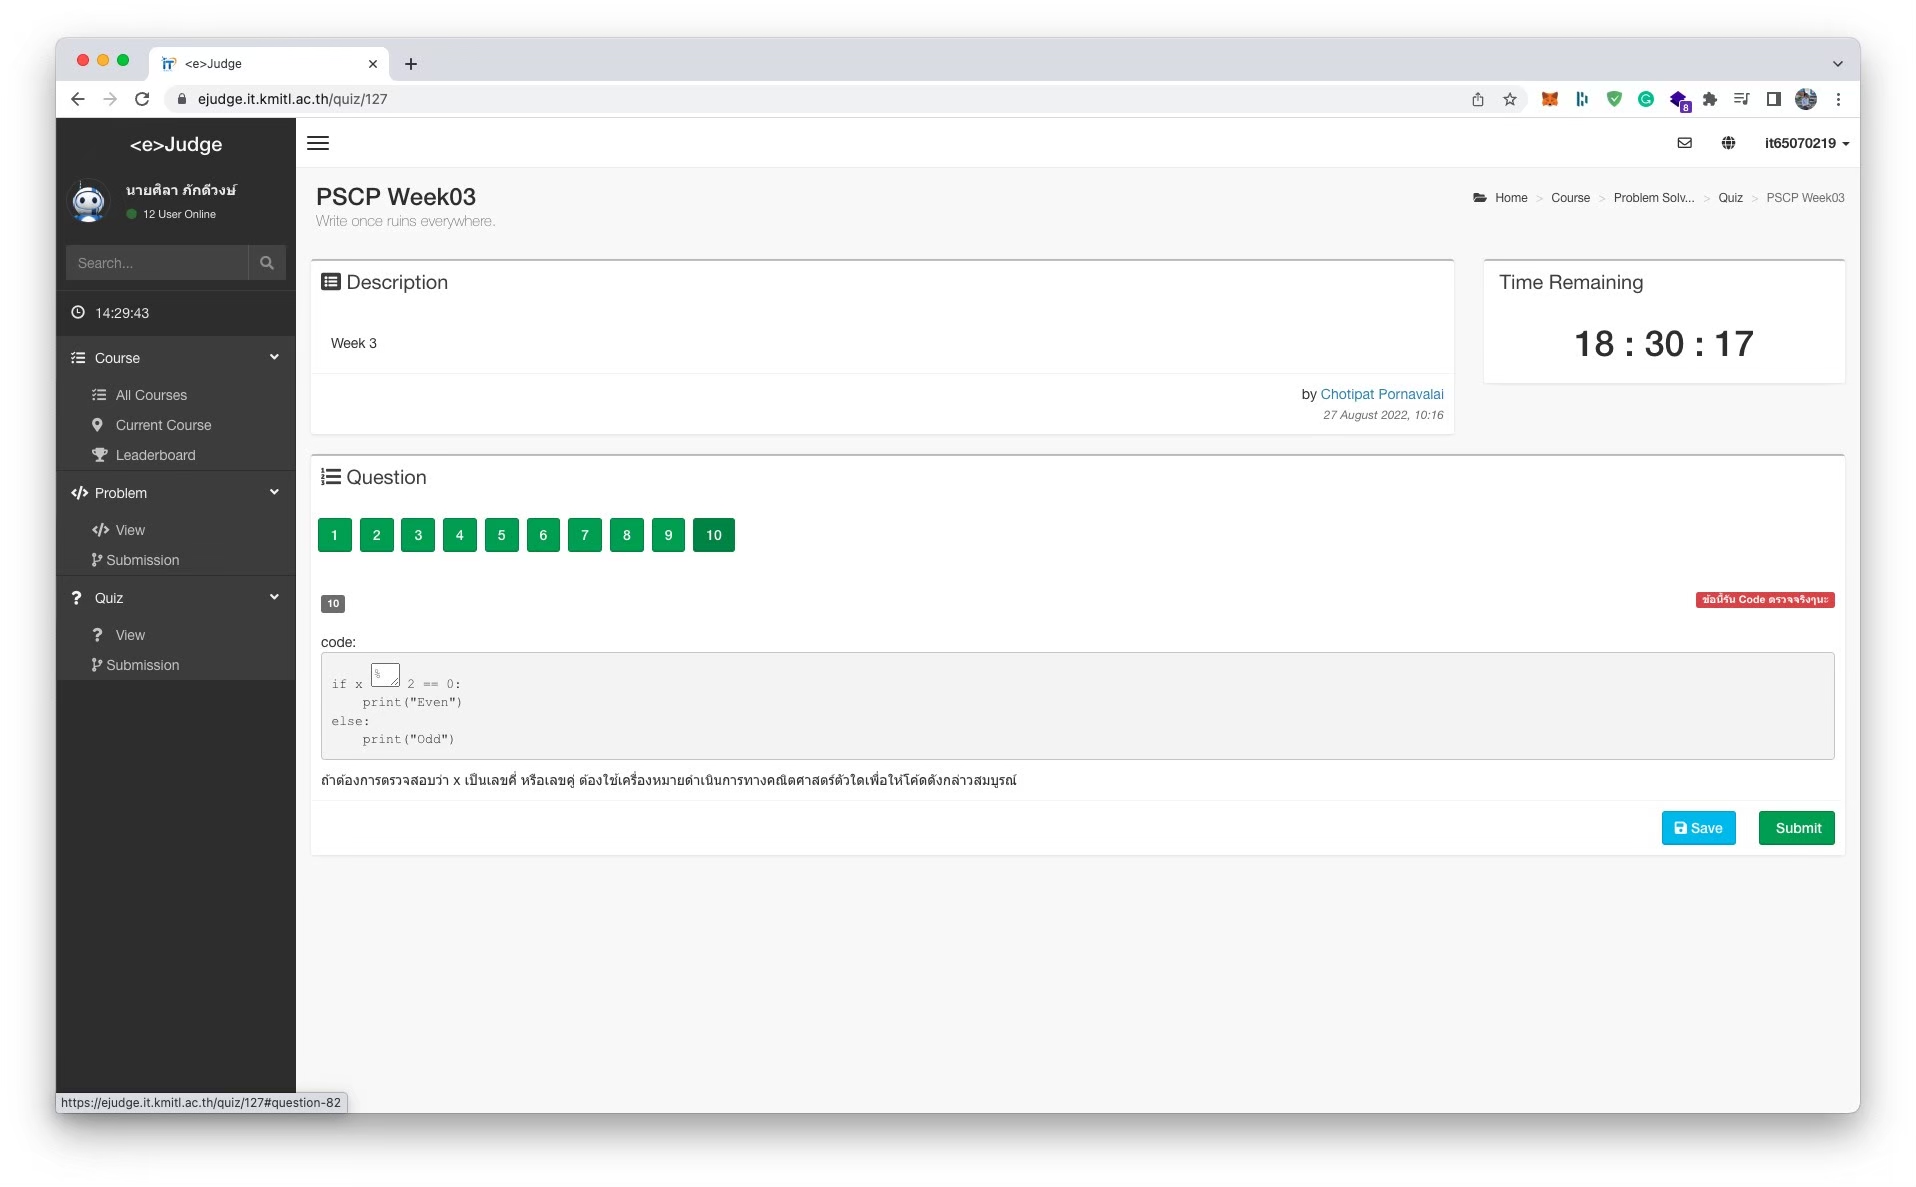 <e>Judge
ejudge.it.kmitl.ac.th/quiz/127
8
<e>Judge
it65070219
นายศิลา ภักดีวงษ์
12 User Online
Search...
14:29:43
Course
All Courses
Current Course
Leaderboard
Problem
View
Submission
Quiz
View
Submission
PSCP Week03
Write once ruins everywhere.
Home > Course > Problem Solv... > Quiz > PSCP Week03
Description
Week 3
by Chotipat Pornavalai
27 August 2022, 10:16
Time Remaining
18 : 30 : 17
Question
1 2 3 4 5 6 7 8 9 10
10
ข้อนี้รัน Code ตรวจจริงๆนะ
code:
if x % 2 == 0:
print("Even")
else:
print("Odd")
ถ้าต้องการตรวจสอบว่า x เป็นเลขคี่ หรือเลขคู่ ต้องใช้เครื่องหมายดำเนินการทางคณิตศาสตร์ตัวใดเพื่อให้โค้ดดังกล่าวสมบูรณ์
Save
Submit
https://ejudge.it.kmitl.ac.th/quiz/127#question-82